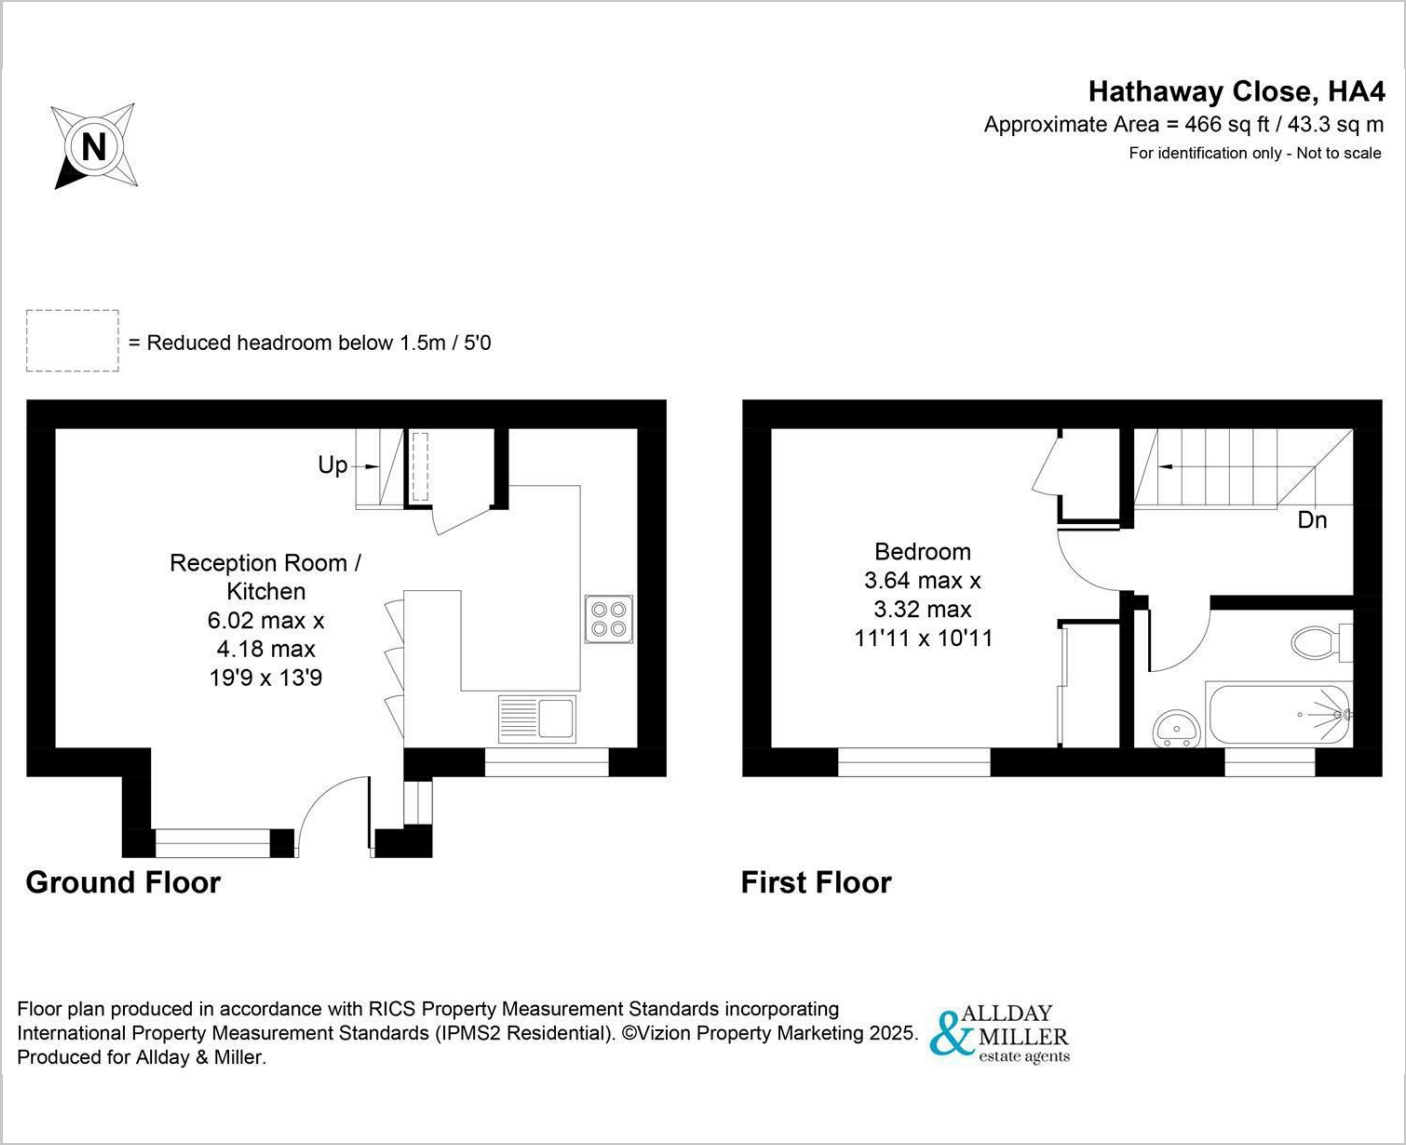 Hathaway Close, HA4
Approximate Area = 466 sq ft / 43.3 sq m
For identification only - Not to scale
N
= Reduced headroom below 1.5m / 5'0
Up
Reception Room /
Kitchen
6.02 max x
4.18 max
19'9 x 13'9
Ground Floor
Bedroom
3.64 max x
3.32 max
11'11 x 10'11
Dn
First Floor
Floor plan produced in accordance with RICS Property Measurement Standards incorporating
International Property Measurement Standards (IPMS2 Residential). ©Vizion Property Marketing 2025.
Produced for Allday & Miller.
ALLDAY
& MILLER
estate agents